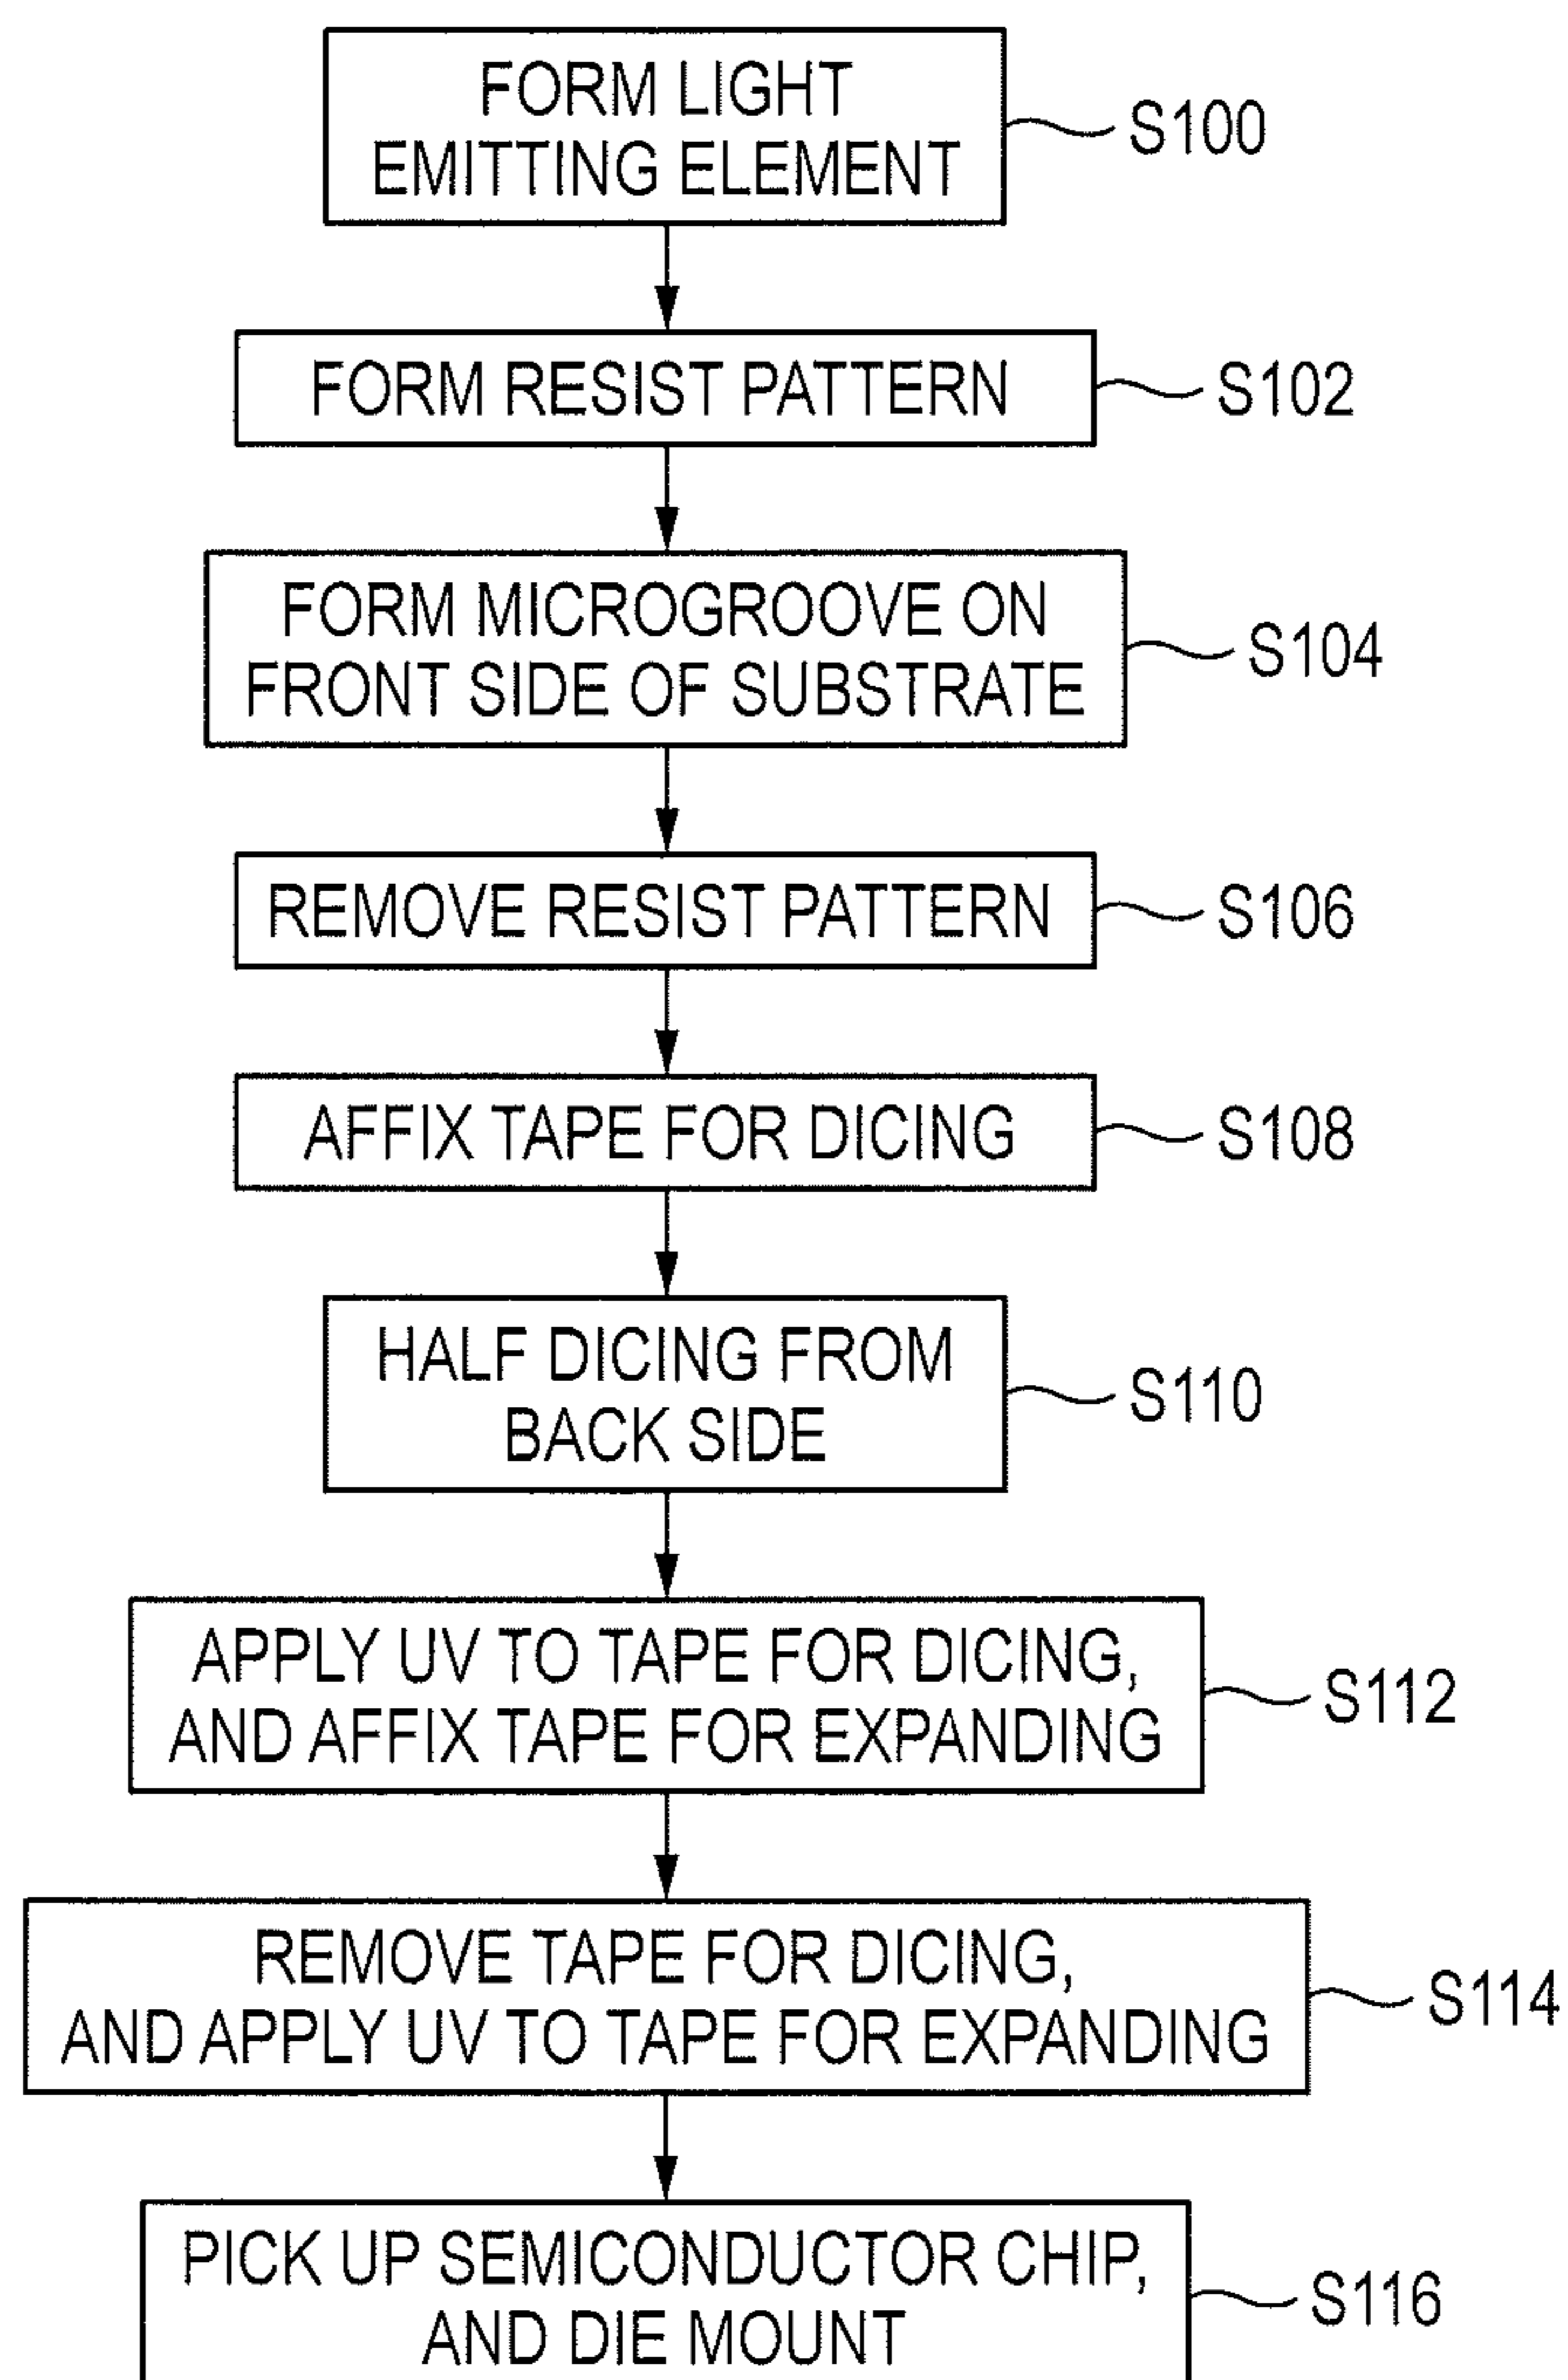 FORM LIGHT
EMITTING ELEMENT
S100
FORM RESIST PATTERN
S102
FORM MICROGROOVE ON
FRONT SIDE OF SUBSTRATE
S104
REMOVE RESIST PATTERN
S106
AFFIX TAPE FOR DICING
S108
HALF DICING FROM
BACK SIDE
S110
APPLY UV TO TAPE FOR DICING,
AND AFFIX TAPE FOR EXPANDING
S112
REMOVE TAPE FOR DICING,
AND APPLY UV TO TAPE FOR EXPANDING
S114
PICK UP SEMICONDUCTOR CHIP,
AND DIE MOUNT
S116